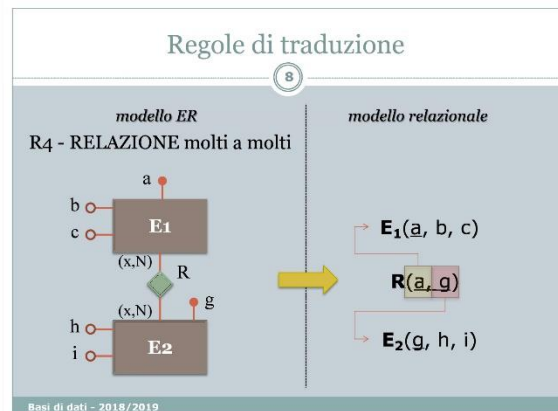 Regole di traduzione
8
modello ER
R4 - RELAZIONE molti a molti
a
b
c
E1
(x,N)
R
(x,N)
g
h
i
E2
modello relazionale
E1(a, b, c)
R(a, g)
E2(g, h, i)
Basi di dati - 2018/2019